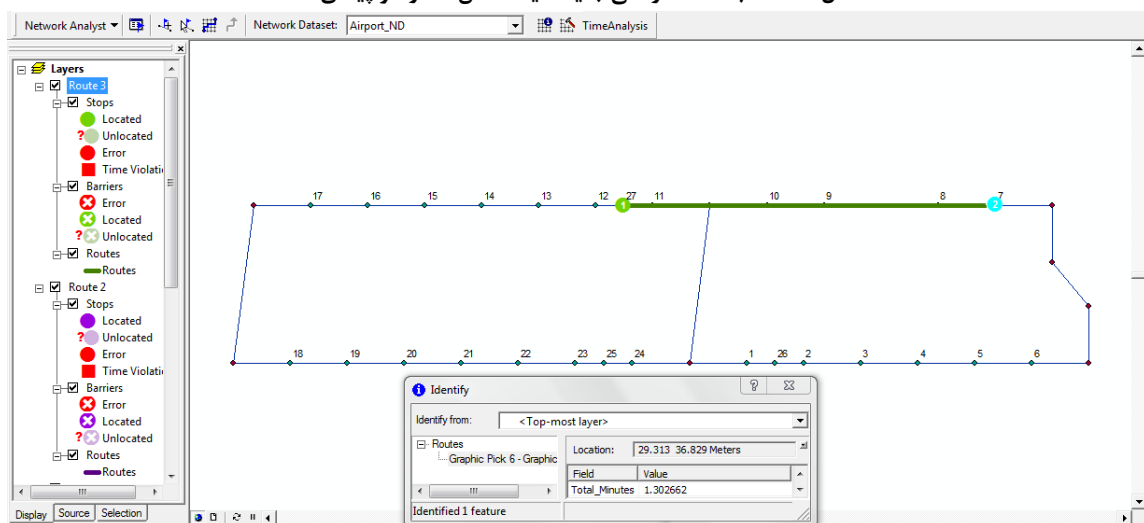 Network Analyst
Network Dataset: Airport_ND
TimeAnalysis
Layers
Route 3
Stops
Located
? Unlocated
Error
Time Violati
Barriers
Error
Located
? Unlocated
Routes
Routes
Route 2
Stops
Located
? Unlocated
Error
Time Violati
Barriers
Error
Located
? Unlocated
Routes
Routes
Display Source Selection
17 16 15 14 13 12 27 11 10 9 8 7
1 2
18 19 20 21 22 23 25 24 1 26 2 3 4 5 6
Identify
Identify from: <Top-most layer>
Routes
Graphic Pick 6 - Graphic
Location: 29.313 36.829 Meters
Field Value
Total_Minutes 1.302662
Identified 1 feature